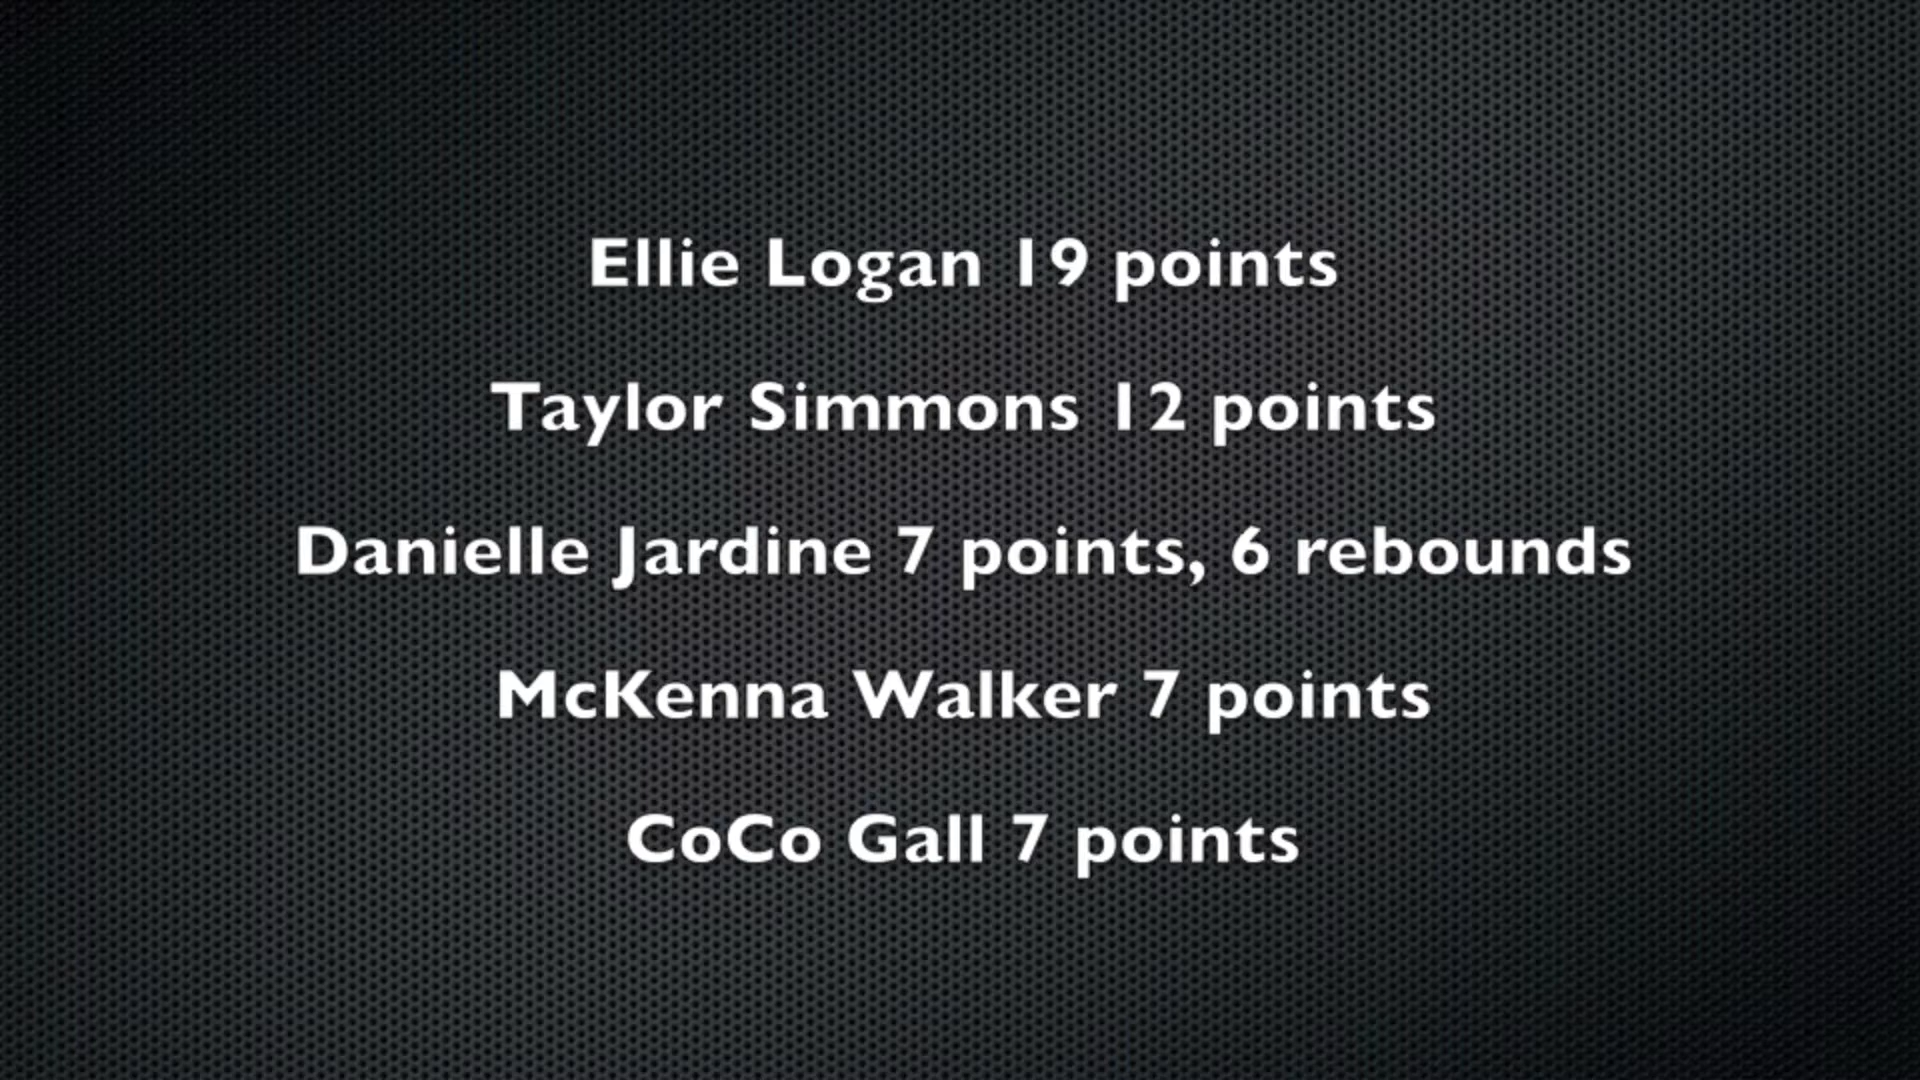 Ellie Logan 19 points
Taylor Simmons 12 points
Danielle Jardine 7 points, 6 rebounds
McKenna Walker 7 points
CoCo Gall 7 points